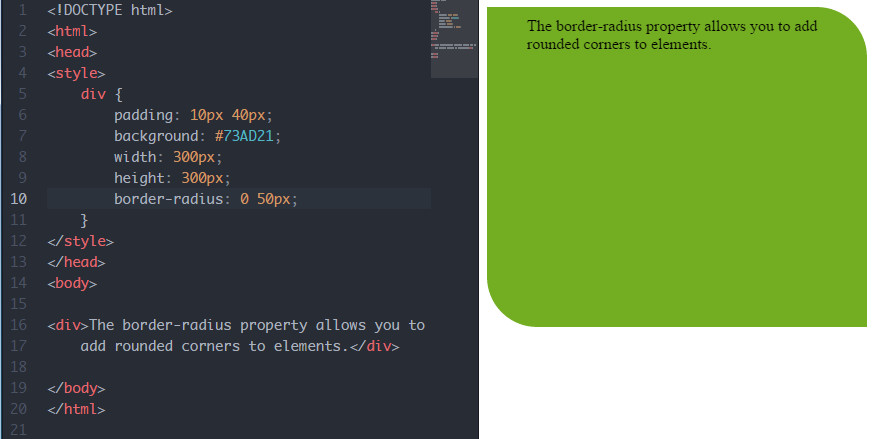 1 <!DOCTYPE html>
2 <html>
3 <head>
4 <style>
5 div {
6 padding: 10px 40px;
7 background: #73AD21;
8 width: 300px;
9 height: 300px;
10 border-radius: 0 50px;
11 }
12 </style>
13 </head>
14 <body>
15
16 <div>The border-radius property allows you to
17 add rounded corners to elements.</div>
18
19 </body>
20 </html>
21
The border-radius property allows you to add
rounded corners to elements.